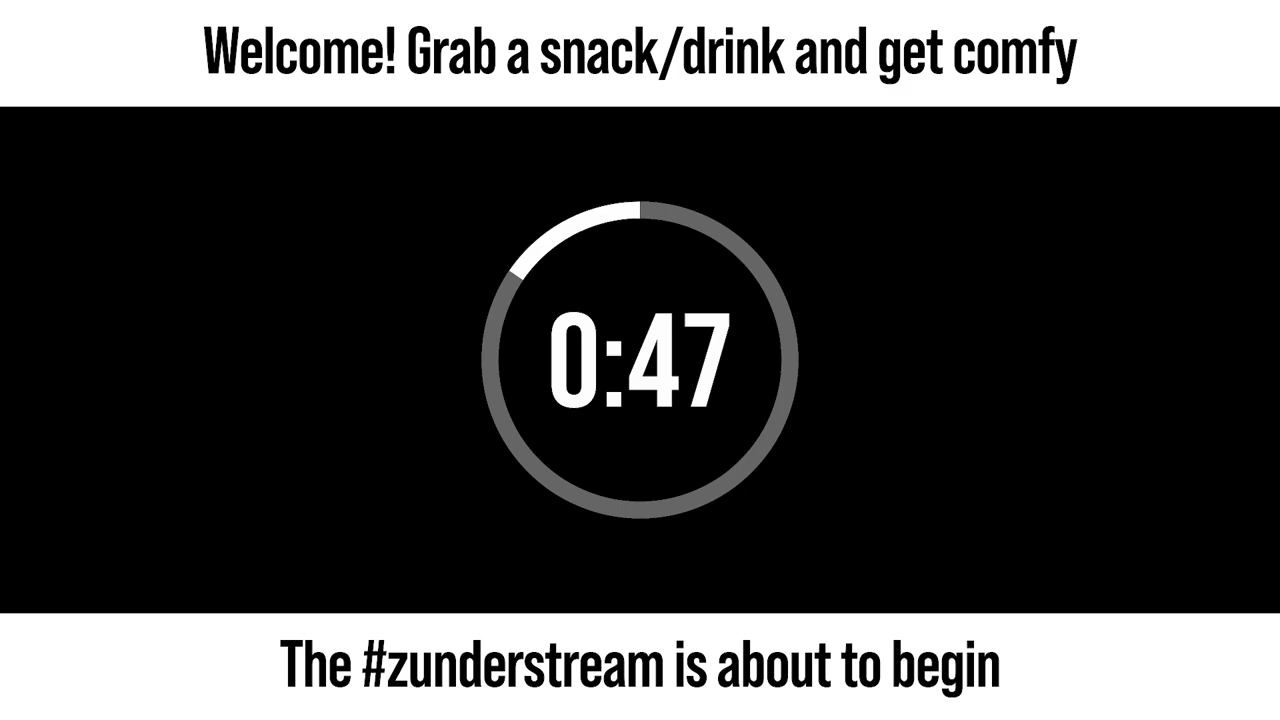 Welcome! Grab a snack/drink and get comfy
0:47
The #zunderstream is about to begin